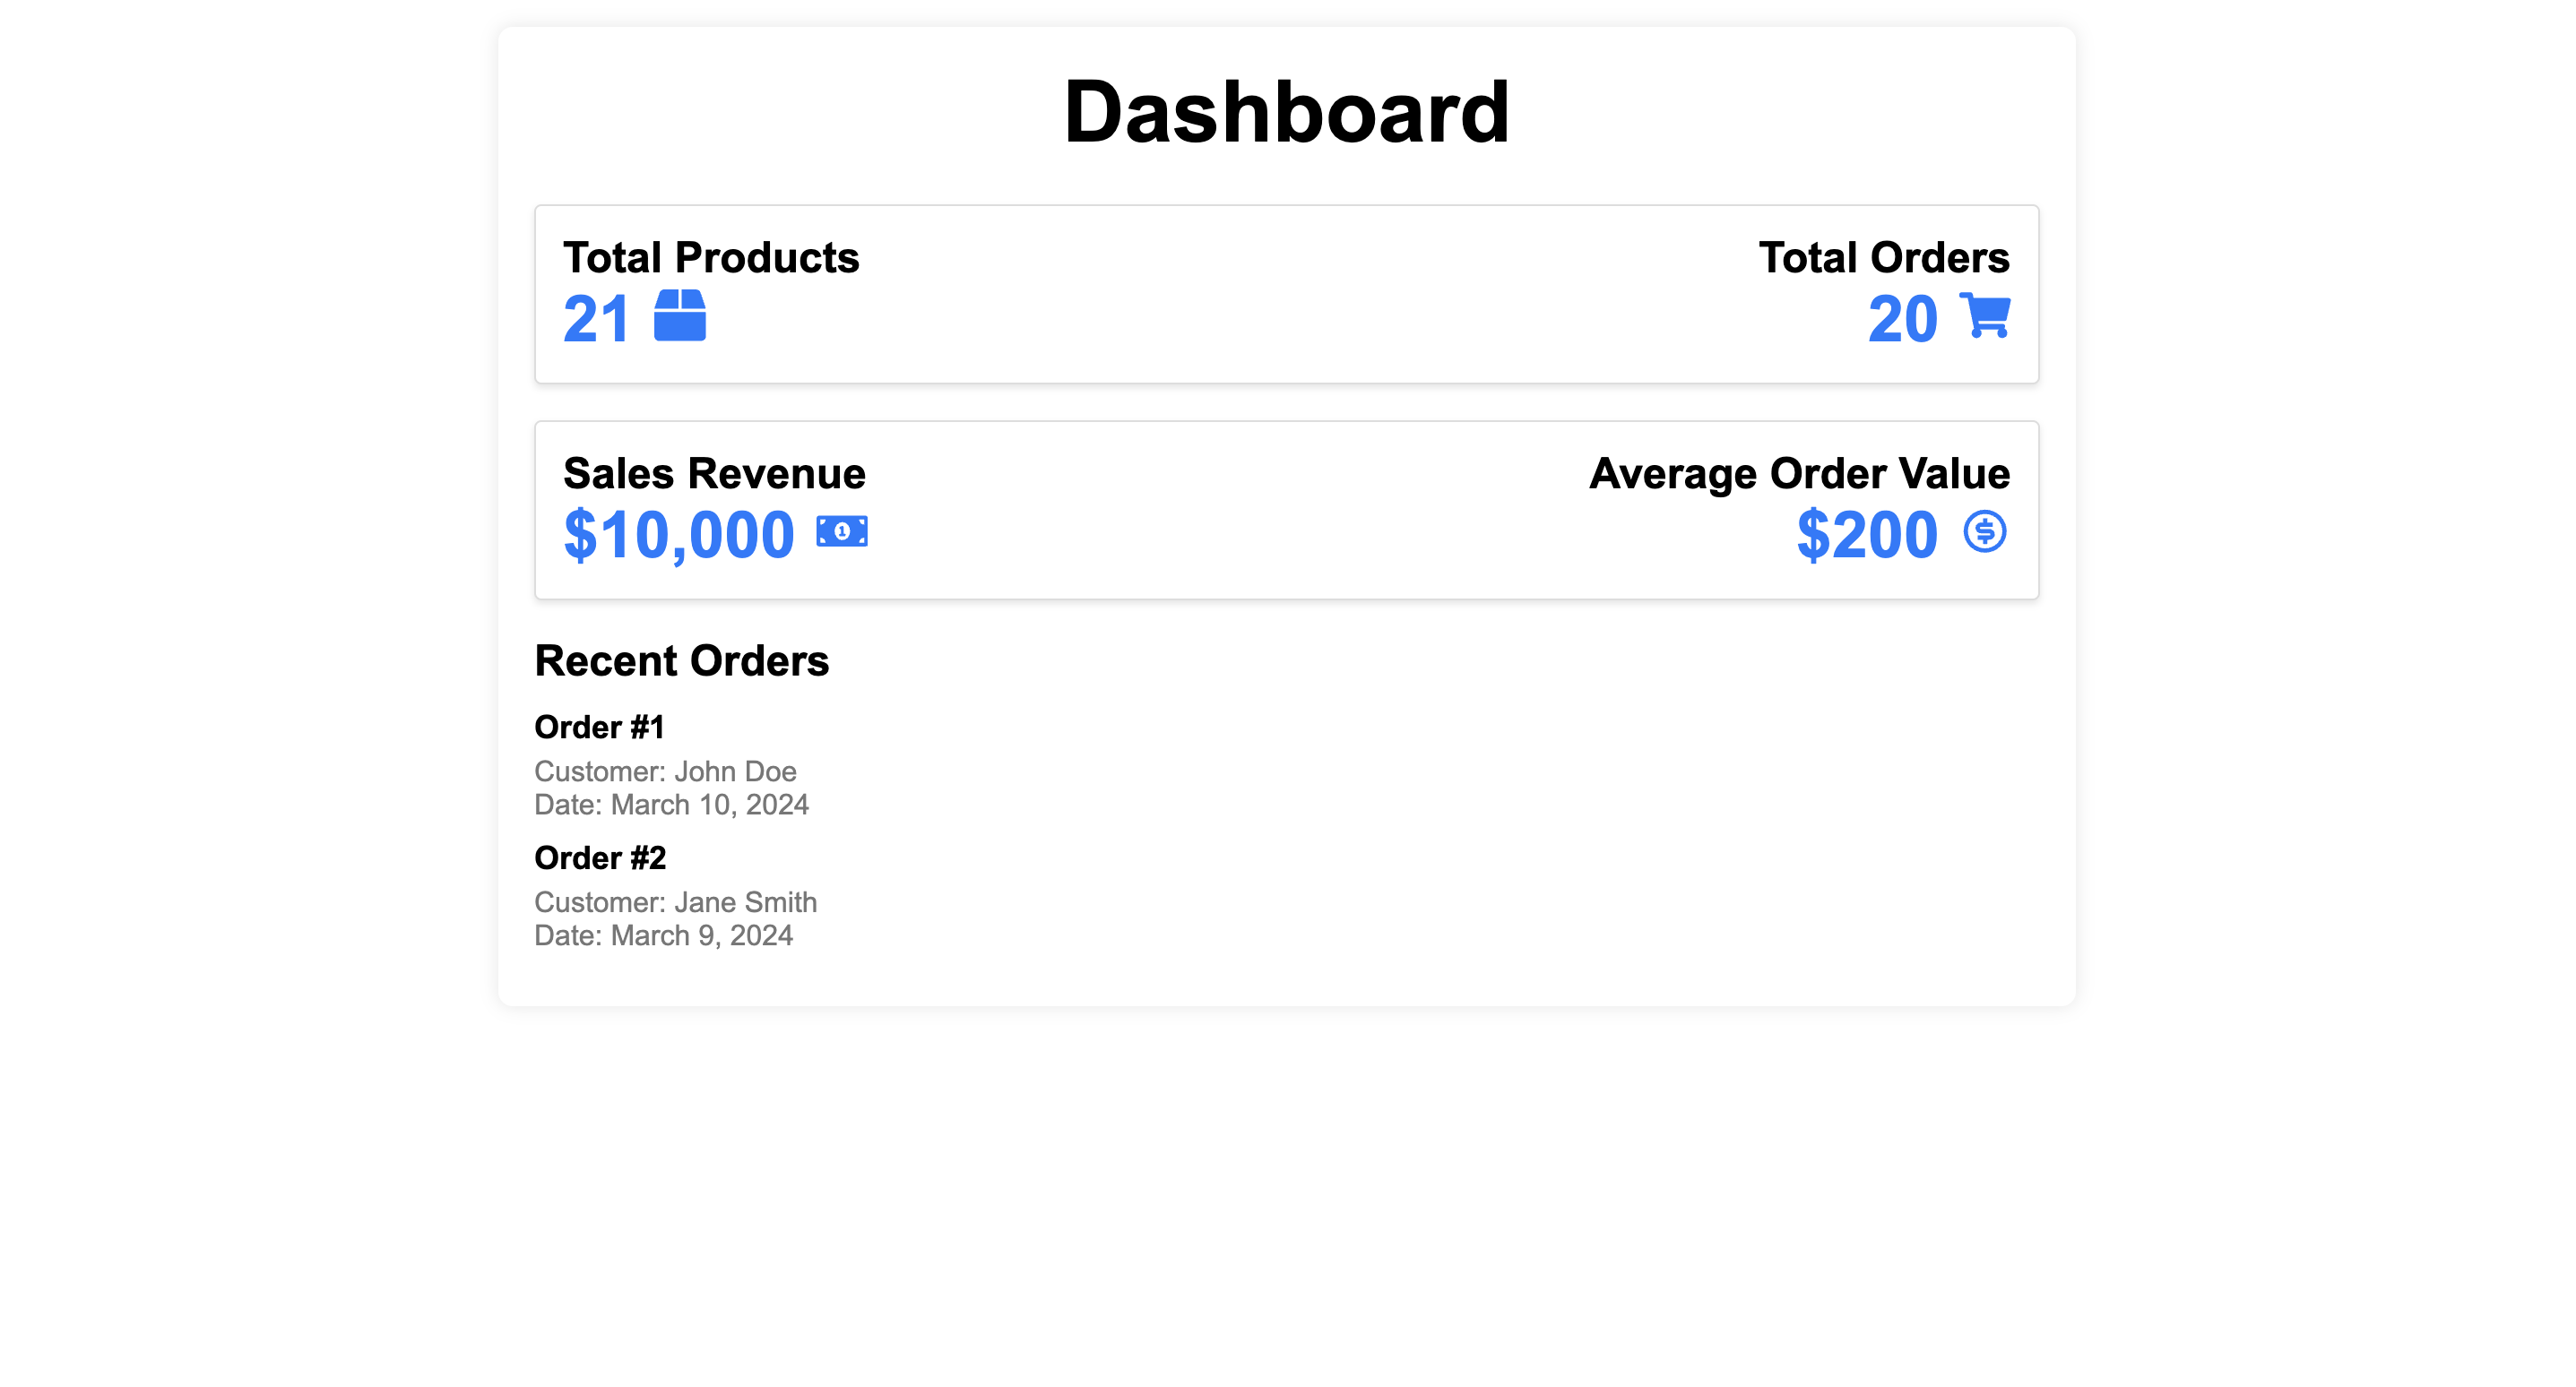 Dashboard
Total Products
21
Total Orders
20
Sales Revenue
$10,000
Average Order Value
$200
Recent Orders
Order #1
Customer: John Doe
Date: March 10, 2024
Order #2
Customer: Jane Smith
Date: March 9, 2024